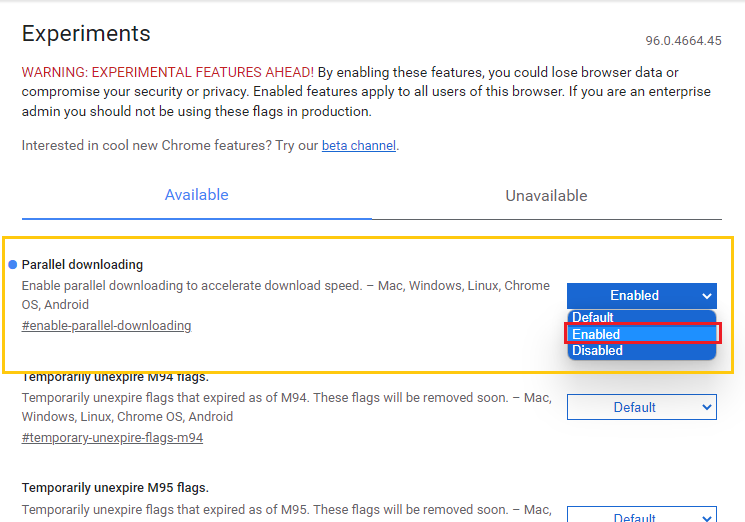 Experiments
96.0.4664.45
WARNING: EXPERIMENTAL FEATURES AHEAD! By enabling these features, you could lose browser data or
compromise your security or privacy. Enabled features apply to all users of this browser. If you are an enterprise
admin you should not be using these flags in production.
Interested in cool new Chrome features? Try our beta channel.
Available
Unavailable
Parallel downloading
Enable parallel downloading to accelerate download speed. – Mac, Windows, Linux, Chrome
OS, Android
#enable-parallel-downloading
Enabled
Default
Enabled
Disabled
Temporarily unexpire M94 flags.
Temporarily unexpire flags that expired as of M94. These flags will be removed soon. – Mac,
Windows, Linux, Chrome OS, Android
#temporary-unexpire-flags-m94
Default
Temporarily unexpire M95 flags.
Temporarily unexpire flags that expired as of M95. These flags will be removed soon. – Mac,
Default